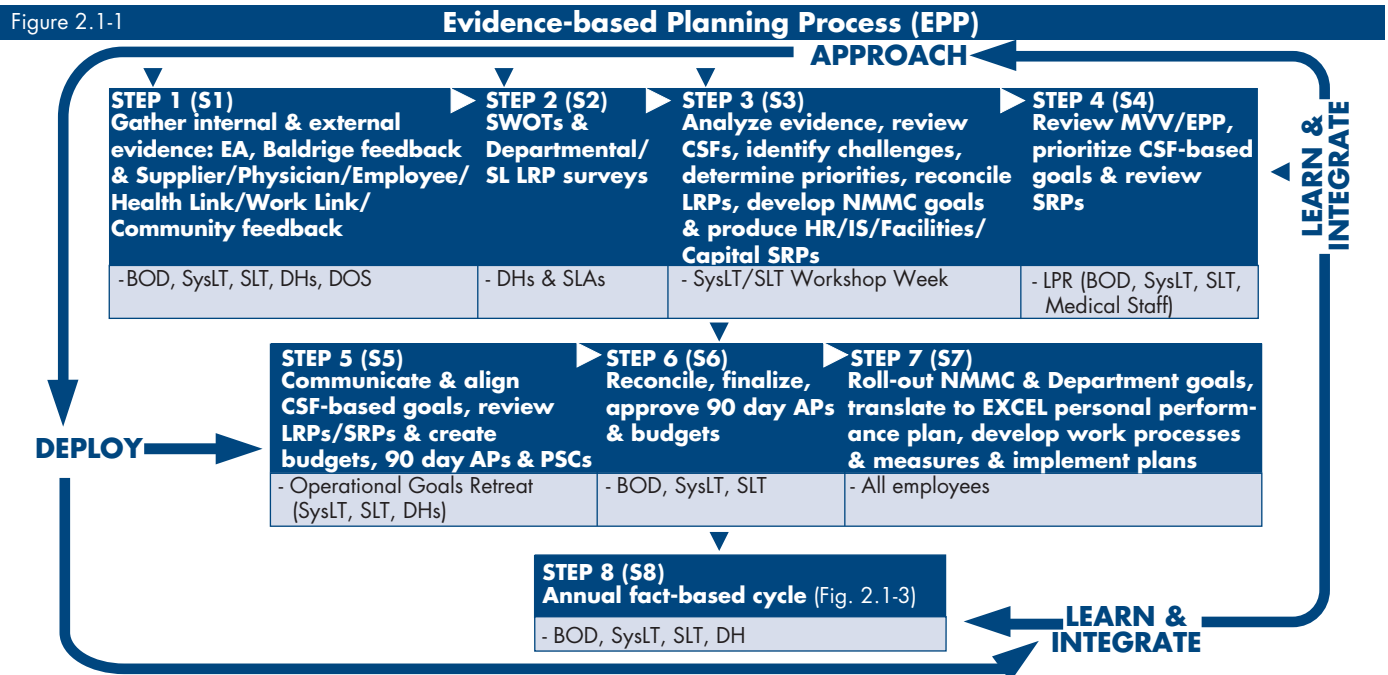 Figure 2.1-1
Evidence-based Planning Process (EPP)
APPROACH
STEP 1 (S1)
Gather internal & external
evidence: EA, Baldrige feedback
& Supplier/Physician/Employee/
Health Link/Work Link/
Community feedback
-BOD, SysLT, SLT, DHs, DOS
STEP 2 (S2)
SWOTs &
Departmental/
SL LRP surveys
- DHs & SLAs
STEP 3 (S3)
Analyze evidence, review
CSFs, identify challenges,
determine priorities, reconcile
LRPs, develop NMMC goals
& produce HR/IS/Facilities/
Capital SRPs
- SysLT/SLT Workshop Week
STEP 4 (S4)
Review MVV/EPP,
prioritize CSF-based
goals & review
SRPs
- LPR (BOD, SysLT, SLT,
Medical Staff)
LEARN &
INTEGRATE
DEPLOY
STEP 5 (S5)
Communicate & align
CSF-based goals, review
LRPs/SRPs & create
budgets, 90 day APs & PSCs
- Operational Goals Retreat
(SysLT, SLT, DHs)
STEP 6 (S6)
Reconcile, finalize,
approve 90 day APs
& budgets
- BOD, SysLT, SLT
STEP 7 (S7)
Roll-out NMMC & Department goals,
translate to EXCEL personal perform-
ance plan, develop work processes
& measures & implement plans
- All employees
STEP 8 (S8)
Annual fact-based cycle (Fig. 2.1-3)
- BOD, SysLT, SLT, DH
LEARN &
INTEGRATE